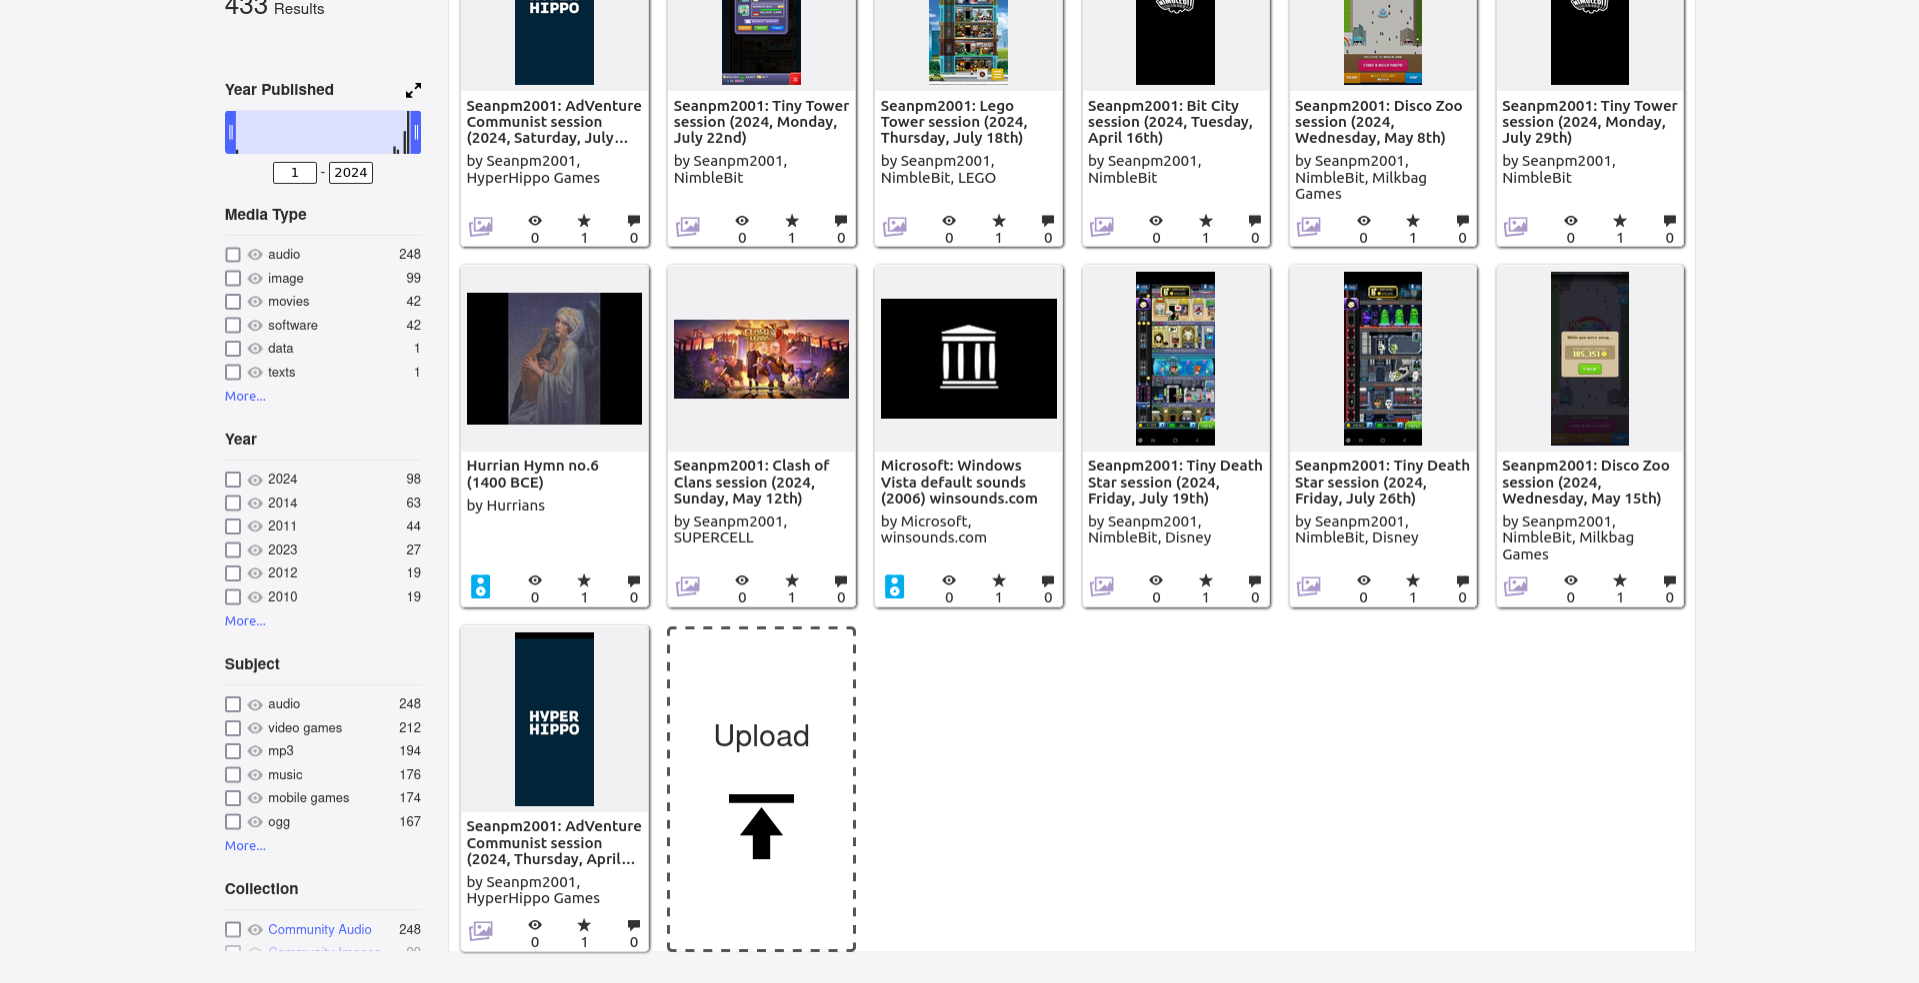 433 Results
Year Published
1 - 2024
Media Type
audio 248
image 99
movies 42
software 42
data 1
texts 1
More...
Year
2024 98
2014 63
2011 44
2023 27
2012 19
2010 19
More...
Subject
audio 248
video games 212
mp3 194
music 176
mobile games 174
ogg 167
More...
Collection
Community Audio 248
Community Images 99
HIPPO
Seanpm2001: AdVenture
Communist session
(2024, Saturday, July...
by Seanpm2001,
HyperHippo Games
0 1 0
Seanpm2001: Tiny Tower
session (2024, Monday,
July 22nd)
by Seanpm2001,
NimbleBit
0 1 0
Seanpm2001: Lego
Tower session (2024,
Thursday, July 18th)
by Seanpm2001,
NimbleBit, LEGO
0 1 0
NIMBLEBIT
Seanpm2001: Bit City
session (2024, Tuesday,
April 16th)
by Seanpm2001,
NimbleBit
0 1 0
Seanpm2001: Disco Zoo
session (2024,
Wednesday, May 8th)
by Seanpm2001,
NimbleBit, Milkbag
Games
0 1 0
NIMBLEBIT
Seanpm2001: Tiny Tower
session (2024, Monday,
July 29th)
by Seanpm2001,
NimbleBit
0 1 0
Hurrian Hymn no.6
(1400 BCE)
by Hurrians
0 1 0
Seanpm2001: Clash of
Clans session (2024,
Sunday, May 12th)
by Seanpm2001,
SUPERCELL
0 1 0
Microsoft: Windows
Vista default sounds
(2006) winsounds.com
by Microsoft,
winsounds.com
0 1 0
Seanpm2001: Tiny Death
Star session (2024,
Friday, July 19th)
by Seanpm2001,
NimbleBit, Disney
0 1 0
Seanpm2001: Tiny Death
Star session (2024,
Friday, July 26th)
by Seanpm2001,
NimbleBit, Disney
0 1 0
While you were away...
185,351
Seanpm2001: Disco Zoo
session (2024,
Wednesday, May 15th)
by Seanpm2001,
NimbleBit, Milkbag
Games
0 1 0
HYPER
HIPPO
Seanpm2001: AdVenture
Communist session
(2024, Thursday, April...
by Seanpm2001,
HyperHippo Games
0 1 0
Upload